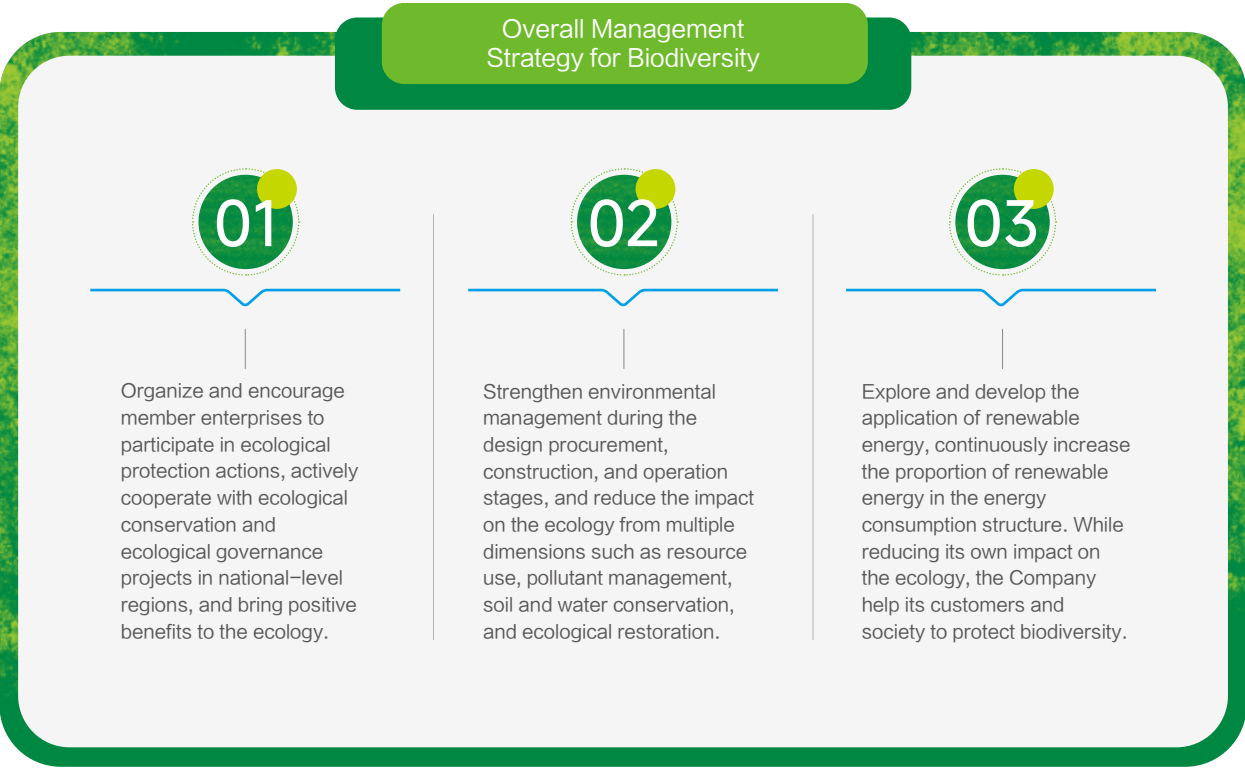 Overall Management
Strategy for Biodiversity
01
Organize and encourage
member enterprises to
participate in ecological
protection actions, actively
cooperate with ecological
conservation and
ecological governance
projects in national-level
regions, and bring positive
benefits to the ecology.
02
Strengthen environmental
management during the
design procurement,
construction, and operation
stages, and reduce the impact
on the ecology from multiple
dimensions such as resource
use, pollutant management,
soil and water conservation,
and ecological restoration.
03
Explore and develop the
application of renewable
energy, continuously increase
the proportion of renewable
energy in the energy
consumption structure. While
reducing its own impact on
the ecology, the Company
help its customers and
society to protect biodiversity.